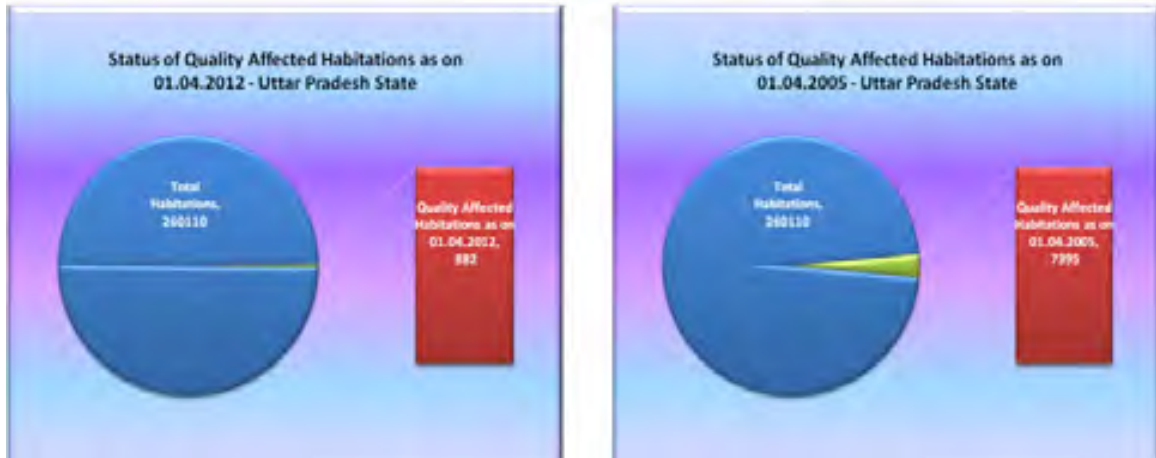 Status of Quality Affected Habitations as on
01.04.2012 - Uttar Pradesh State
Total
Habitations,
260110
Quality Affected
Habitations as on
01.04.2012,
882
Status of Quality Affected Habitations as on
01.04.2005 - Uttar Pradesh State
Total
Habitations,
260110
Quality Affected
Habitations as on
01.04.2005,
7395